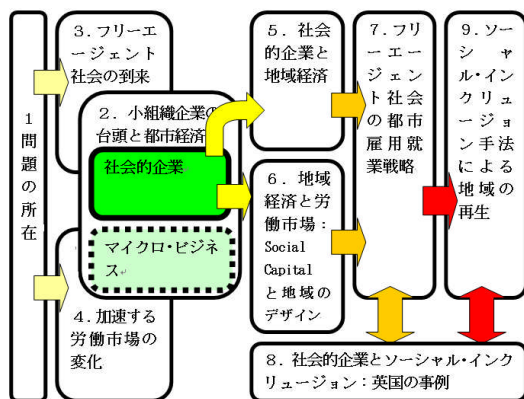 1問題の所在
3．フリーエ
ージェント
社会の到来
2．小組織企業の
台頭と都市経済
社会的企業
マイクロ・ビジネ
ス
4．加速する
労働市場の
変化
5．社会
的企業と
地域経済
6．地域
経済と労
働市場：
Social
Capital
と地域の
デザイン
7．フリ
ーエー
ジェン
ト社会
の都市
雇用就
業戦略
9．ソー
シャ
ル・イン
クリュ
ージョ
ン手法
による
地域の
再生
8．社会的企業とソーシャル・インク
リュージョン：英国の事例